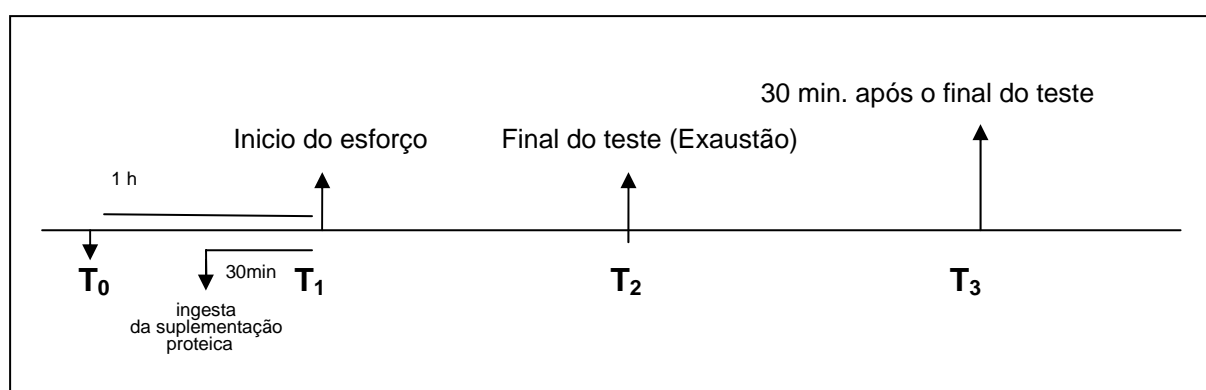 30 min. após o final do teste
Inicio do esforço
Final do teste (Exaustão)
1 h
T₀
30min
T₁
T₂
T₃
ingesta
da suplementação
proteica